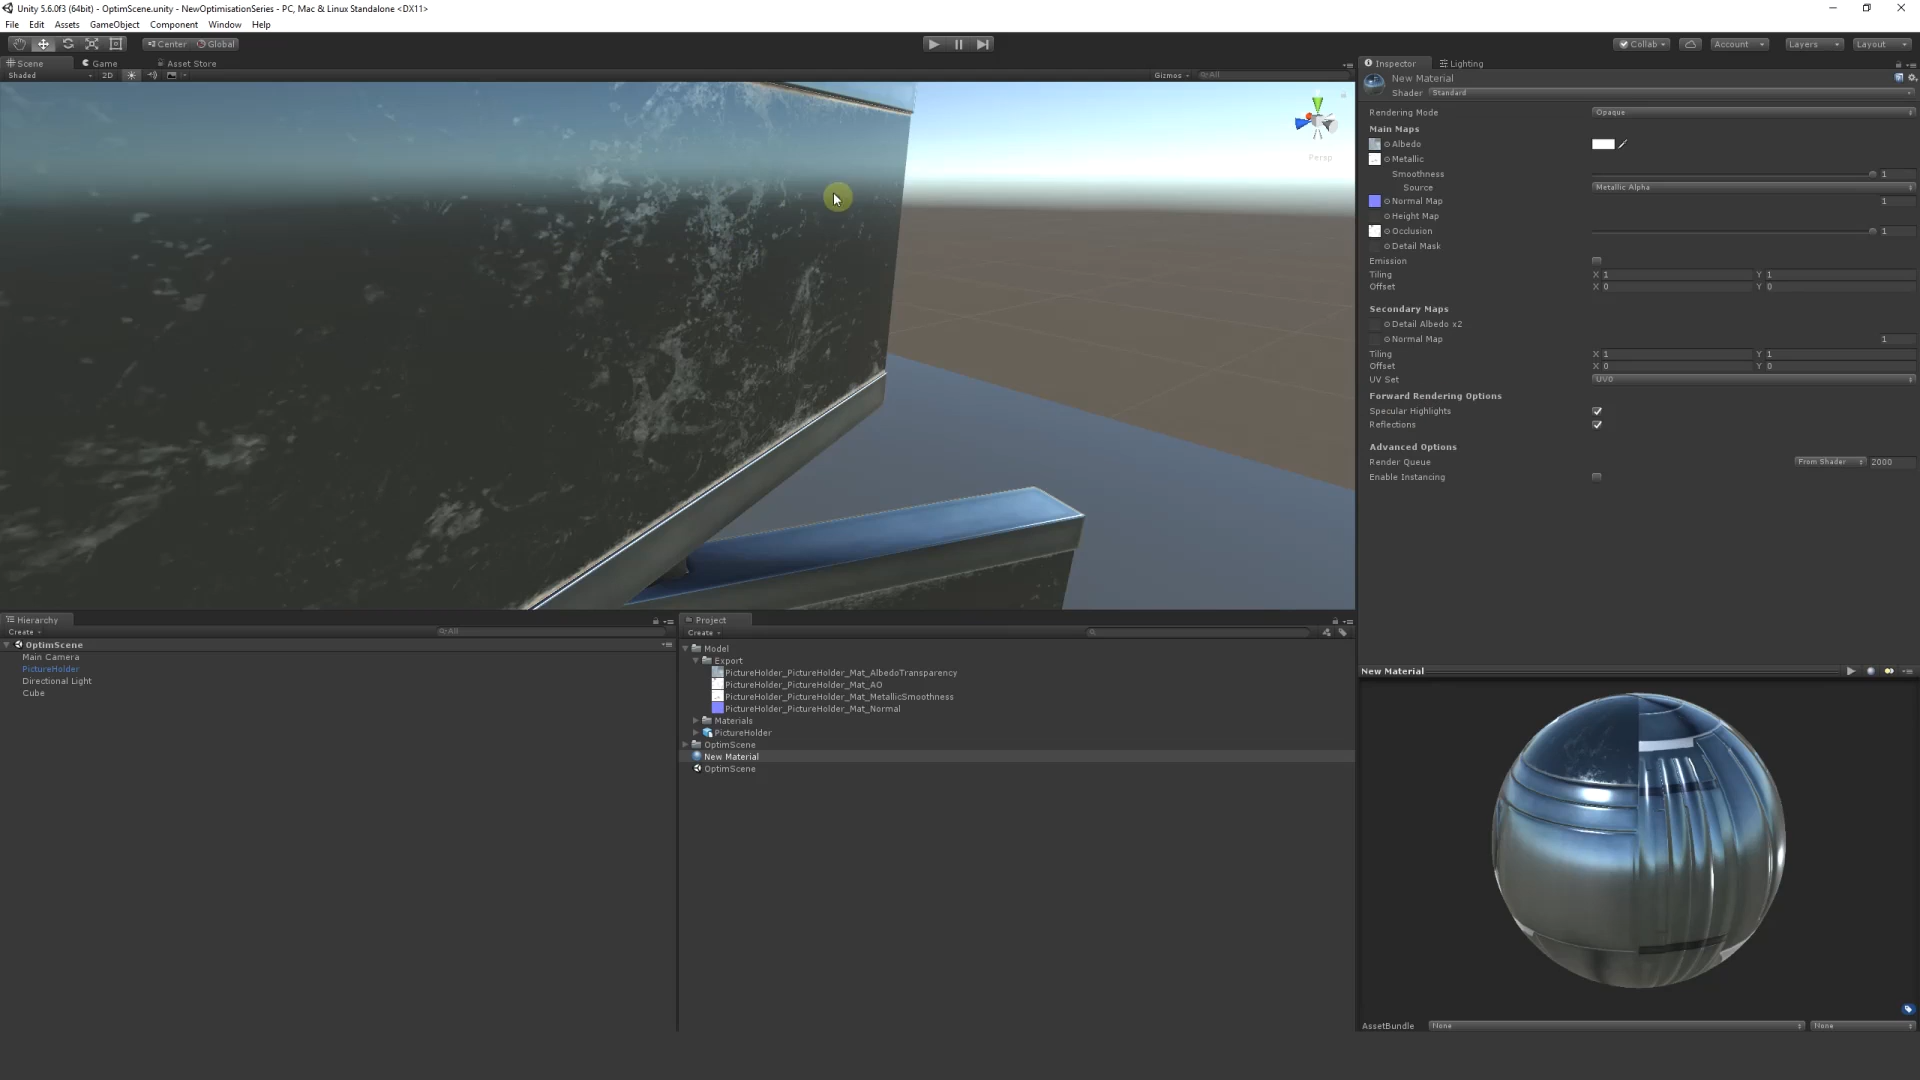 Unity 5.6.0f3 (64bit) - OptimScene.unity - NewOptimisationSeries - PC, Mac & Linux Standalone <DX11>
File Edit Assets GameObject Component Window Help
Center Global Collab Account Layers Layout
Scene Game Asset Store
Shaded 2D Gizmos All
Persp
Inspector Lighting
New Material
Shader Standard
Rendering Mode Opaque
Main Maps
Albedo
Metallic
Smoothness 1
Source Metallic Alpha
Normal Map 1
Height Map
Occlusion 1
Detail Mask
Emission
Tiling X 1 Y 1
Offset X 0 Y 0
Secondary Maps
Detail Albedo x2
Normal Map 1
Tiling X 1 Y 1
Offset X 0 Y 0
UV Set UV0
Forward Rendering Options
Specular Highlights
Reflections
Advanced Options
Render Queue From Shader 2000
Enable Instancing
Hierarchy
Create All
OptimScene
Main Camera
PictureHolder
Directional Light
Cube
Project
Create
Model
Export
PictureHolder_PictureHolder_Mat_AlbedoTransparency
PictureHolder_PictureHolder_Mat_AO
PictureHolder_PictureHolder_Mat_MetallicSmoothness
PictureHolder_PictureHolder_Mat_Normal
Materials
PictureHolder
OptimScene
New Material
OptimScene
New Material
AssetBundle None None